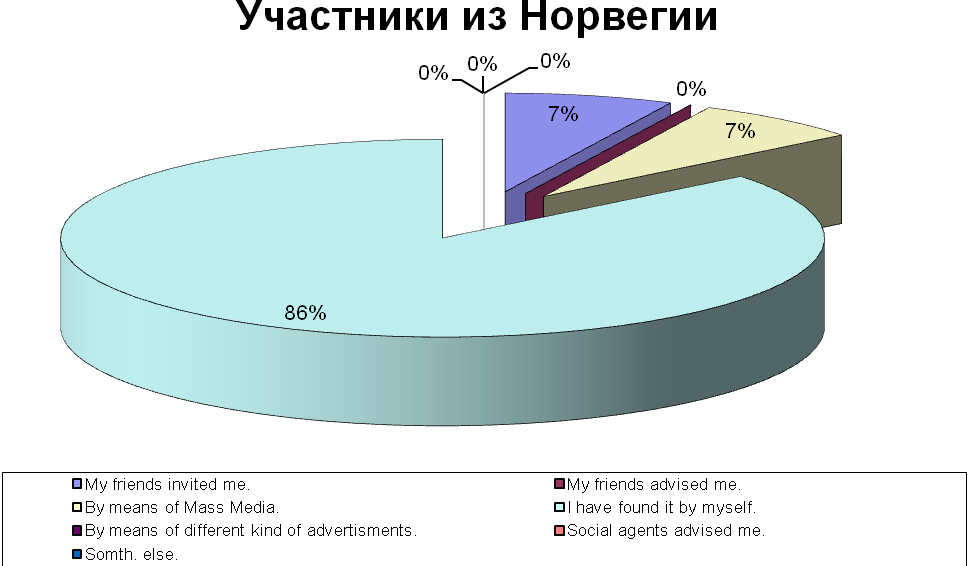 Участники из Норвегии
0% 0% 0%
7% 0% 7%
86%
My friends invited me. My friends advised me.
By means of Mass Media. I have found it by myself.
By means of different kind of advertisments. Social agents advised me.
Somth. else.